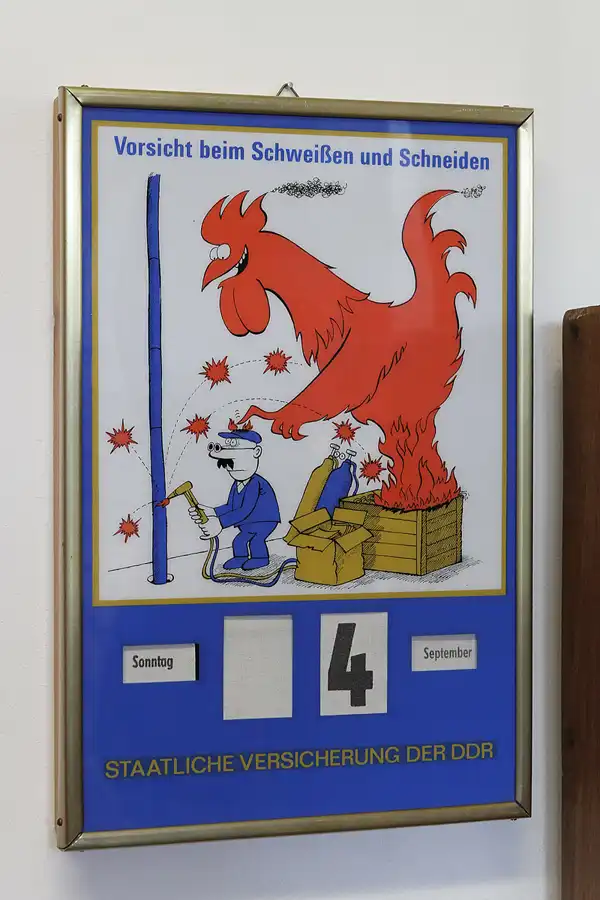 Vorsicht beim Schweißen und Schneiden
Sonntag
4
September
STAATLICHE VERSICHERUNG DER DDR